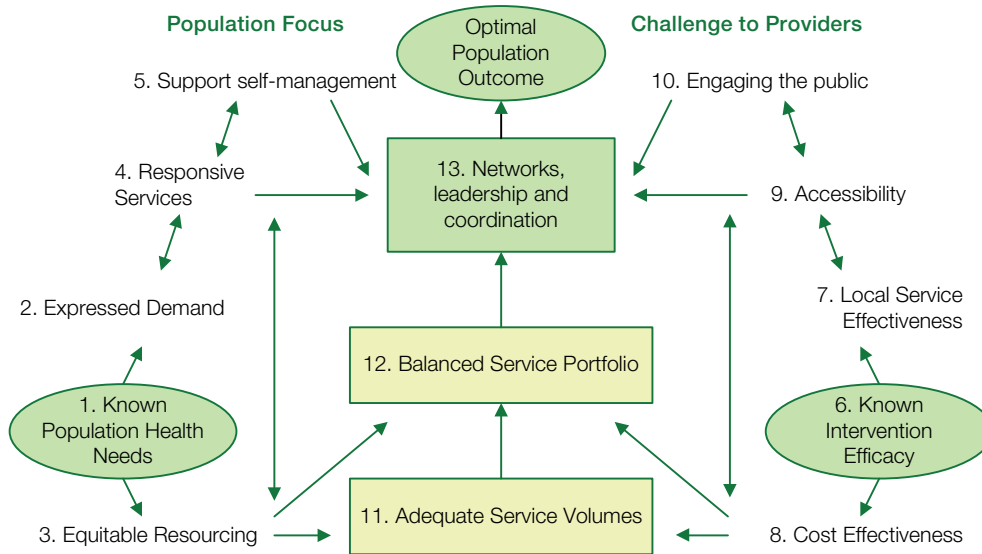 Population Focus
Optimal
Population
Outcome
Challenge to Providers
5. Support self-management
10. Engaging the public
4. Responsive
Services
13. Networks,
leadership and
coordination
9. Accessibility
2. Expressed Demand
7. Local Service
Effectiveness
12. Balanced Service Portfolio
1. Known
Population Health
Needs
6. Known
Intervention
Efficacy
11. Adequate Service Volumes
3. Equitable Resourcing
8. Cost Effectiveness